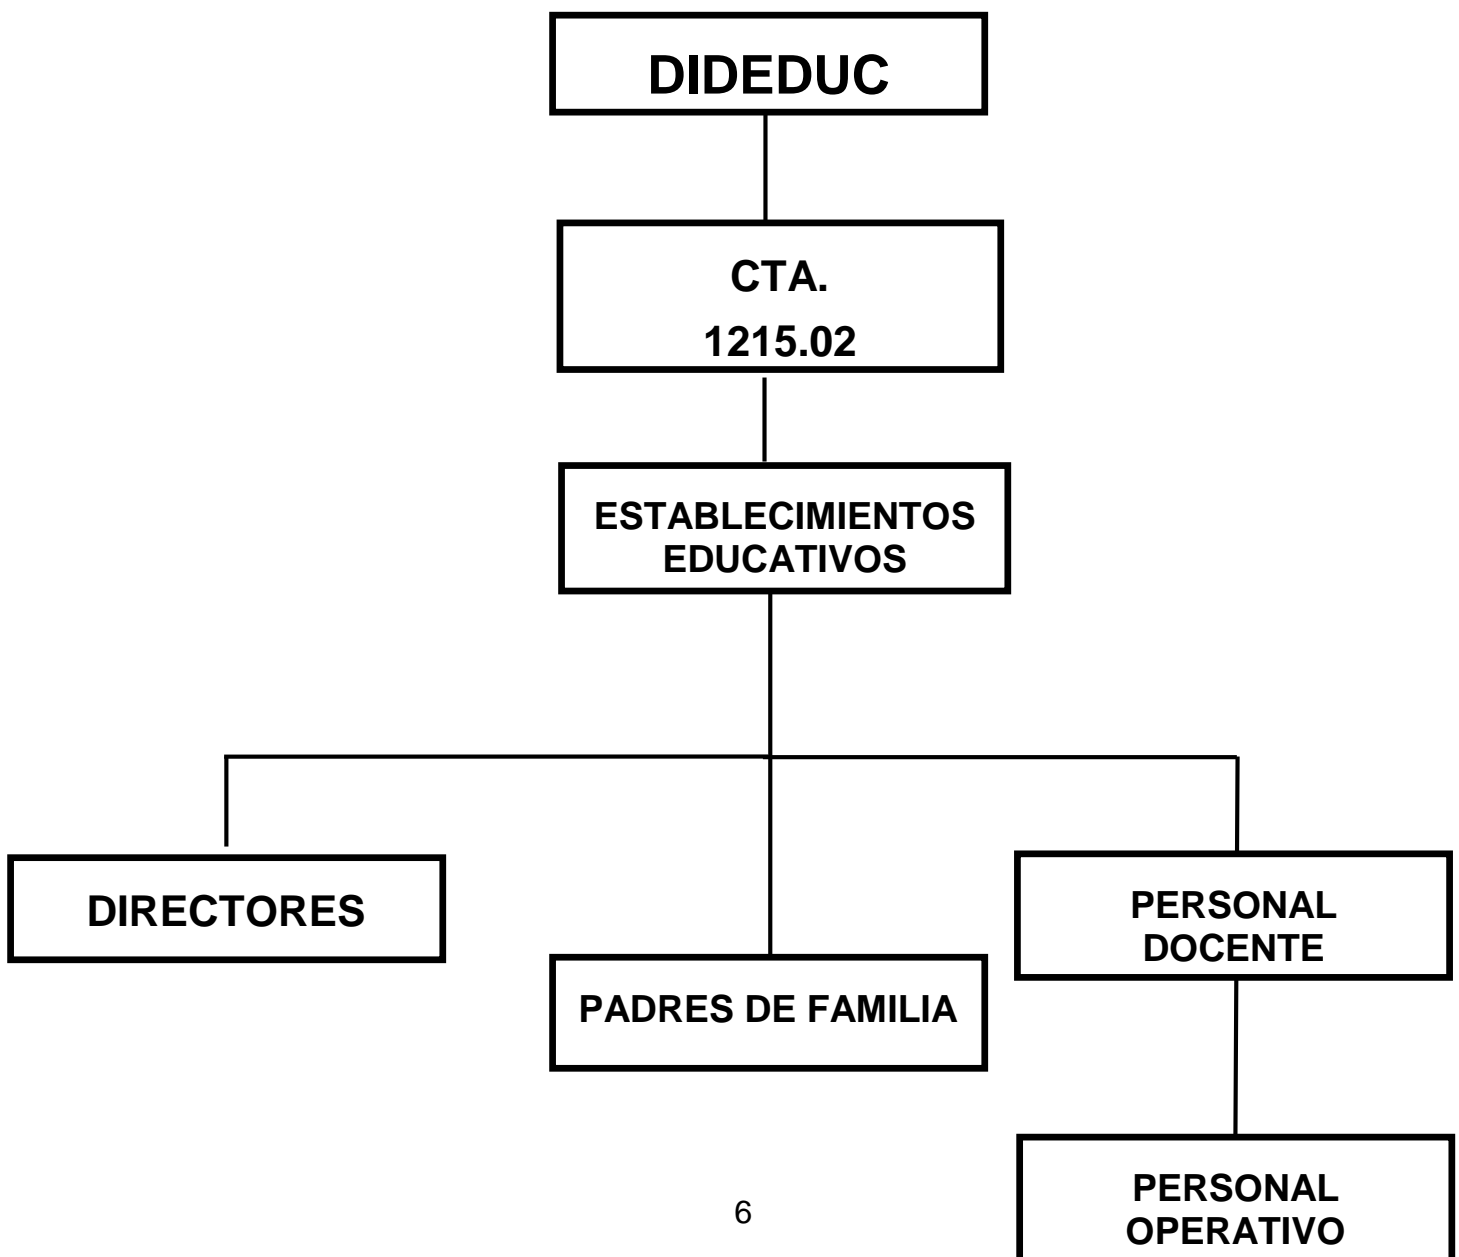 DIDEDUC
CTA.
1215.02
ESTABLECIMIENTOS
EDUCATIVOS
DIRECTORES
PADRES DE FAMILIA
PERSONAL
DOCENTE
PERSONAL
OPERATIVO
6